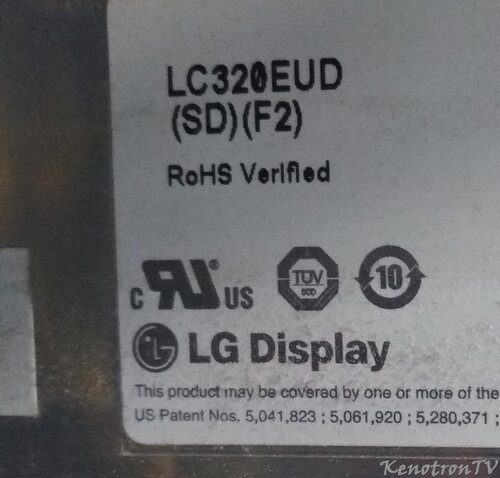 LC320EUD
(SD)(F2)
RoHS Verified
c RU® US
TÜV
10
LG Display
This product may be covered by one or more of the
US Patent Nos. 5,041,823 ; 5,061,920 ; 5,280,371 ;
KenotronTV